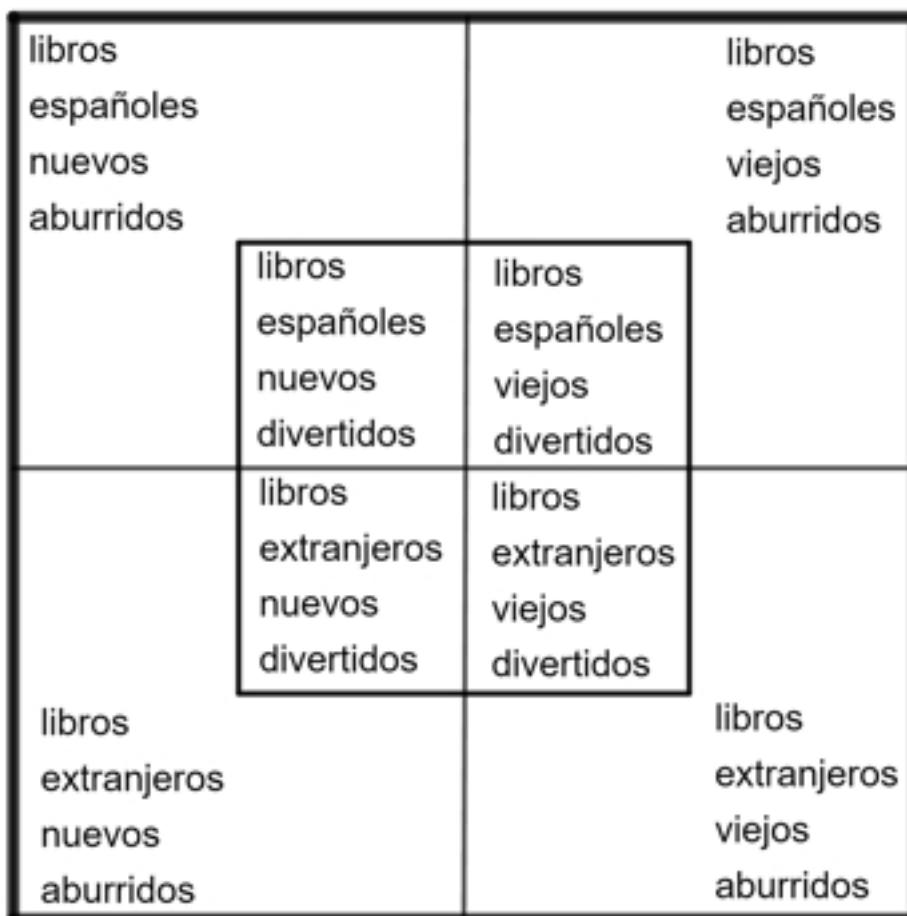 libros
españoles
nuevos
aburridos
libros
españoles
viejos
aburridos
libros
españoles
nuevos
divertidos
libros
españoles
viejos
divertidos
libros
extranjeros
nuevos
divertidos
libros
extranjeros
viejos
divertidos
libros
extranjeros
nuevos
aburridos
libros
extranjeros
viejos
aburridos